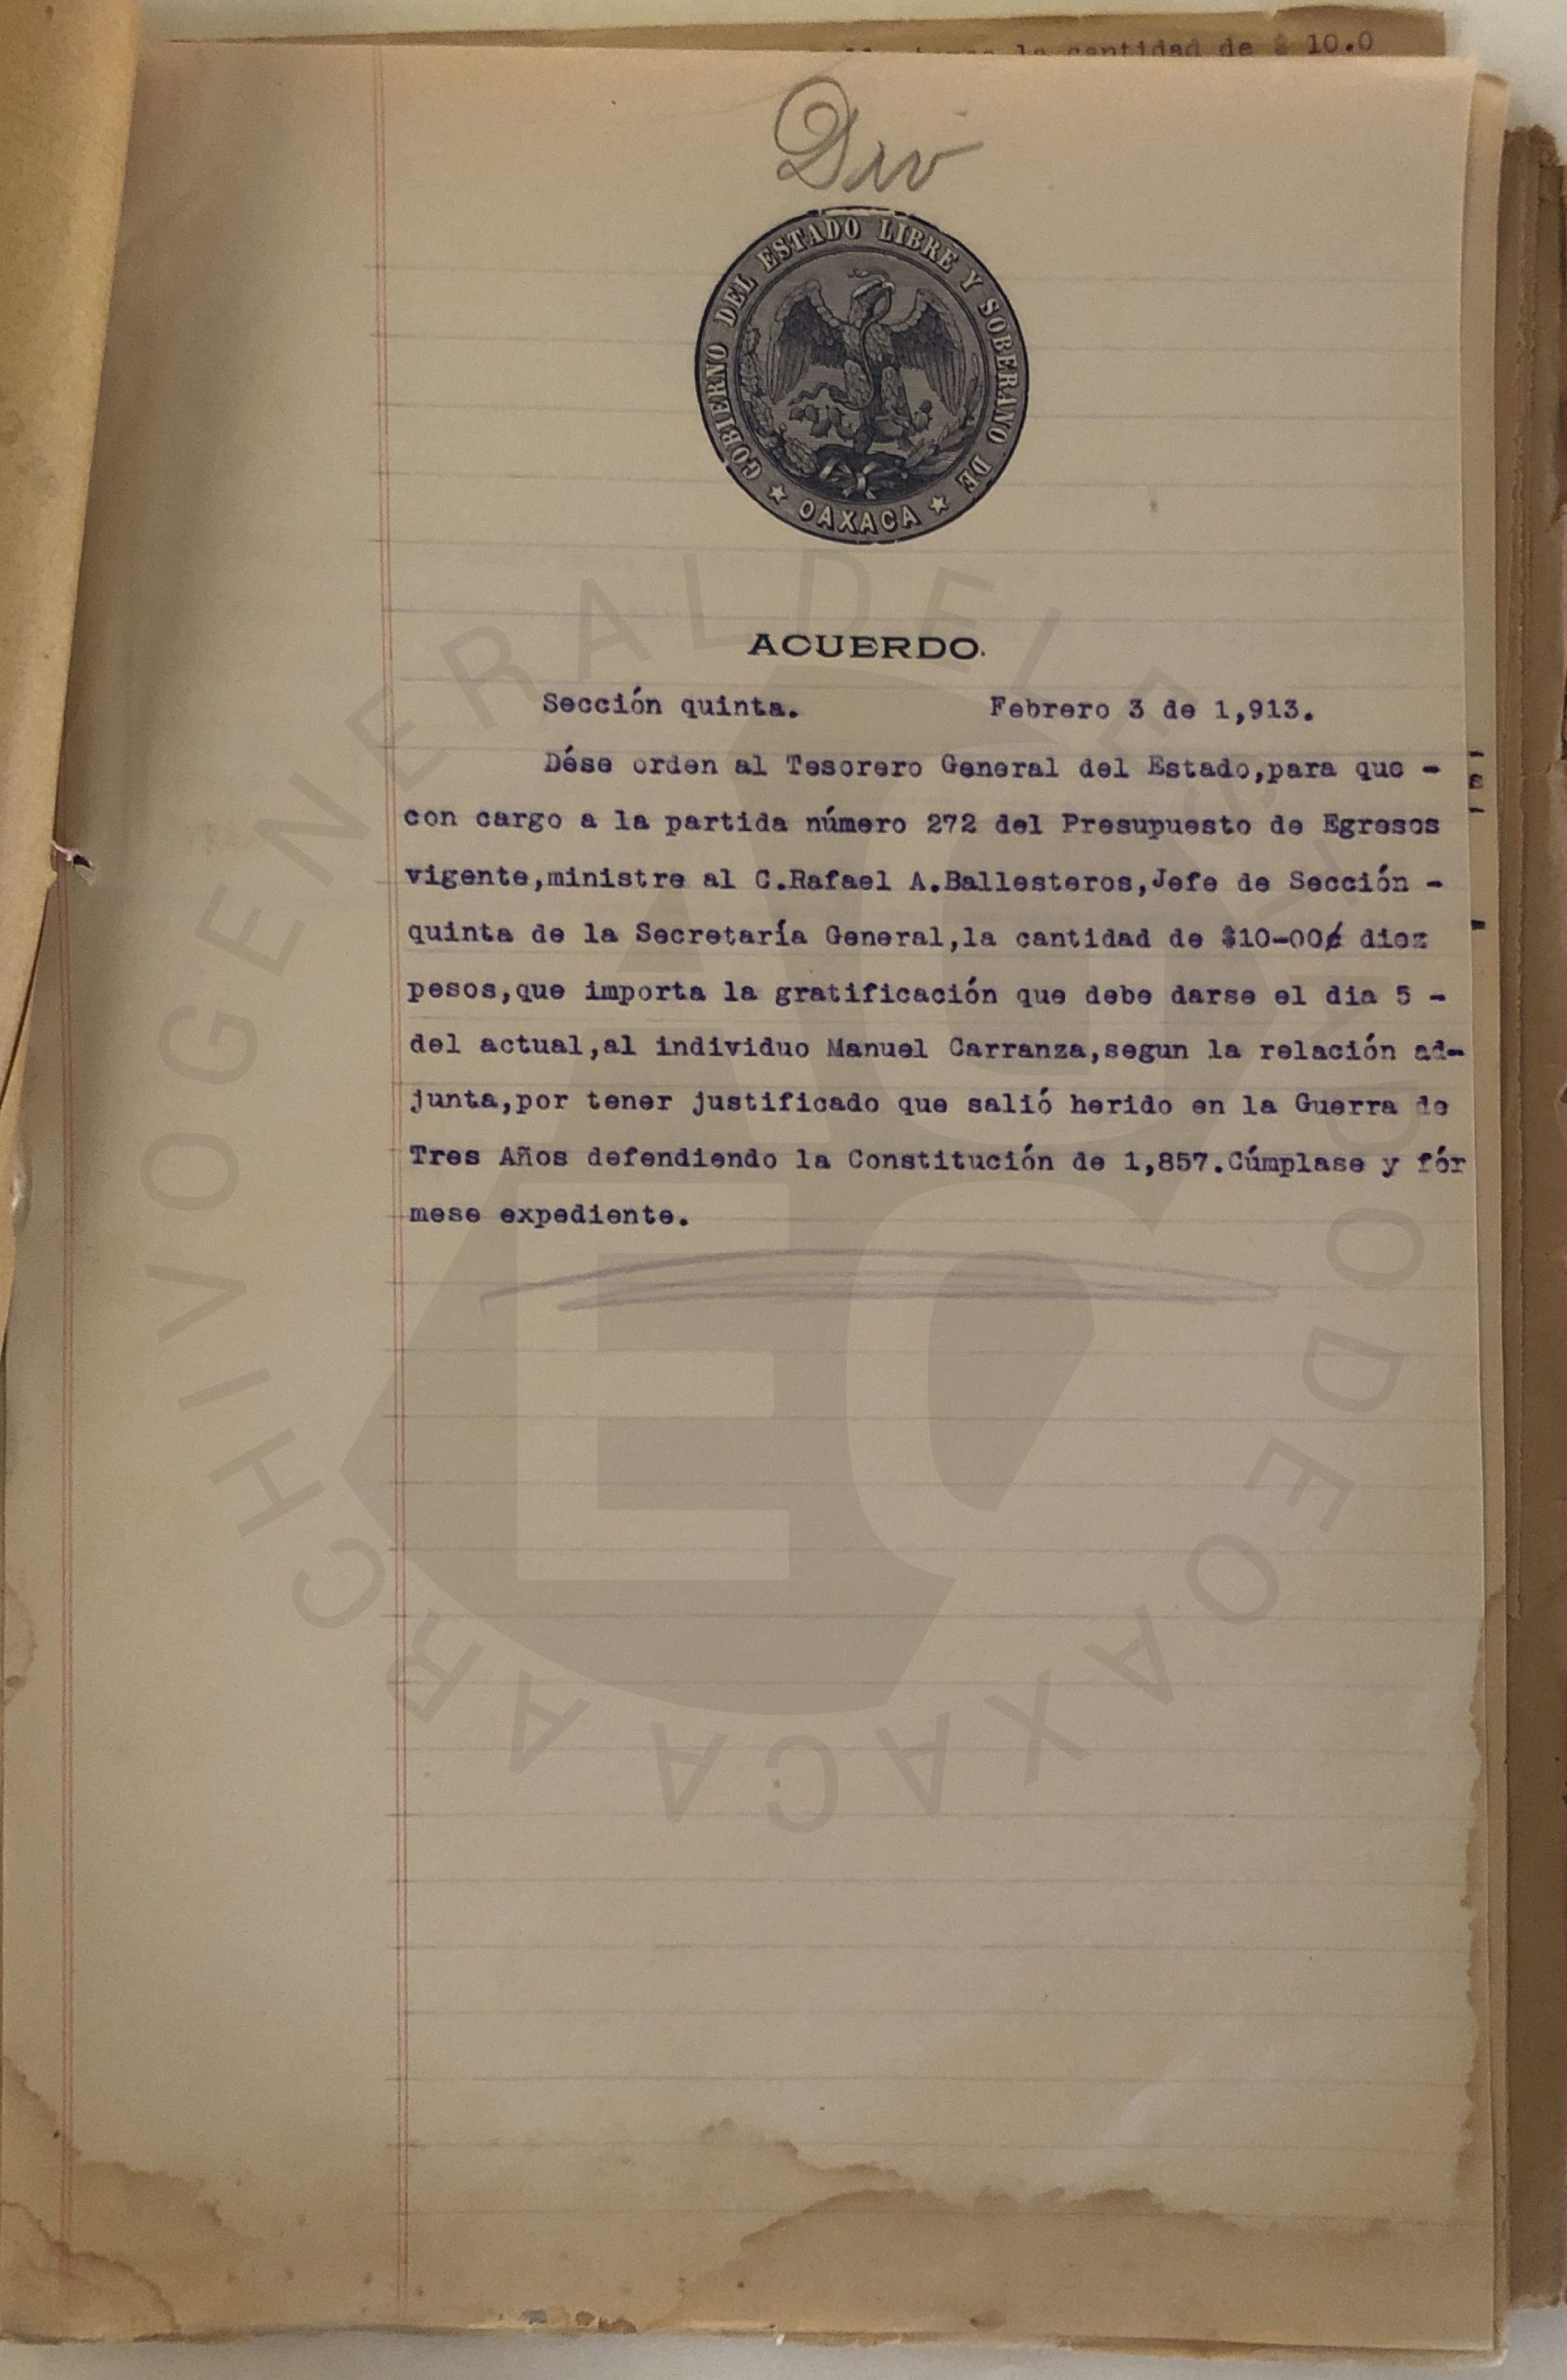 la cantidad de $ 10.0
Div
GOBIERNO DEL ESTADO LIBRE Y SOBERANO DE
OAXACA
ACUERDO.
Sección quinta. Febrero 3 de 1,913.
Dése orden al Tesorero General del Estado,para que -
con cargo a la partida número 272 del Presupuesto de Egresos
vigente,ministre al C.Rafael A.Ballesteros,Jefe de Sección -
quinta de la Secretaría General,la cantidad de $10-00¢ diez
pesos,que importa la gratificación que debe darse el dia 5 -
del actual,al individuo Manuel Carranza,segun la relación ad-
junta,por tener justificado que salió herido en la Guerra de
Tres Años defendiendo la Constitución de 1,857.Cúmplase y fór
mese expediente.
ARCHIVO GENERAL DEL ESTADO DE OAXACA